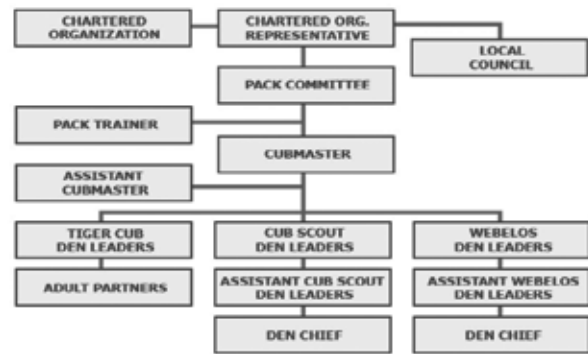 CHARTERED
ORGANIZATION
CHARTERED ORG.
REPRESENTATIVE
LOCAL
COUNCIL
PACK COMMITTEE
PACK TRAINER
CUBMASTER
ASSISTANT
CUBMASTER
TIGER CUB
DEN LEADERS
CUB SCOUT
DEN LEADERS
WEBELOS
DEN LEADERS
ADULT PARTNERS
ASSISTANT CUB SCOUT
DEN LEADERS
ASSISTANT WEBELOS
DEN LEADERS
DEN CHIEF
DEN CHIEF